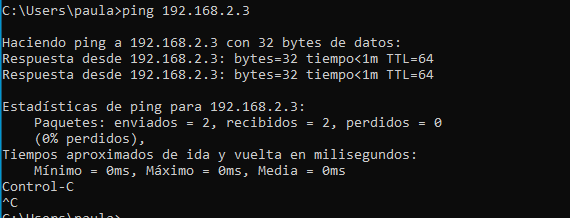 C:\Users\paula>ping 192.168.2.3
Haciendo ping a 192.168.2.3 con 32 bytes de datos:
Respuesta desde 192.168.2.3: bytes=32 tiempo<1m TTL=64
Respuesta desde 192.168.2.3: bytes=32 tiempo<1m TTL=64
Estadísticas de ping para 192.168.2.3:
Paquetes: enviados = 2, recibidos = 2, perdidos = 0
(0% perdidos),
Tiempos aproximados de ida y vuelta en milisegundos:
Mínimo = 0ms, Máximo = 0ms, Media = 0ms
Control-C
^C
C:\Users\paula>